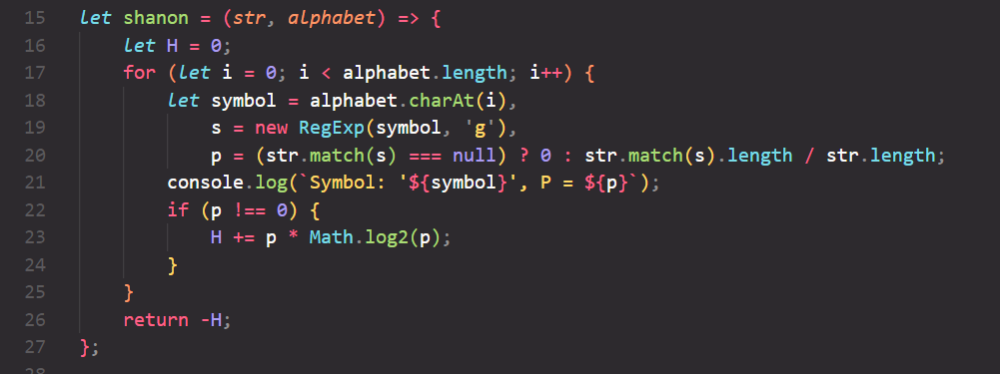 15 let shanon = (str, alphabet) => {
16 let H = 0;
17 for (let i = 0; i < alphabet.length; i++) {
18 let symbol = alphabet.charAt(i),
19 s = new RegExp(symbol, 'g'),
20 p = (str.match(s) === null) ? 0 : str.match(s).length / str.length;
21 console.log(`Symbol: '${symbol}', P = ${p}`);
22 if (p !== 0) {
23 H += p * Math.log2(p);
24 }
25 }
26 return -H;
27 };